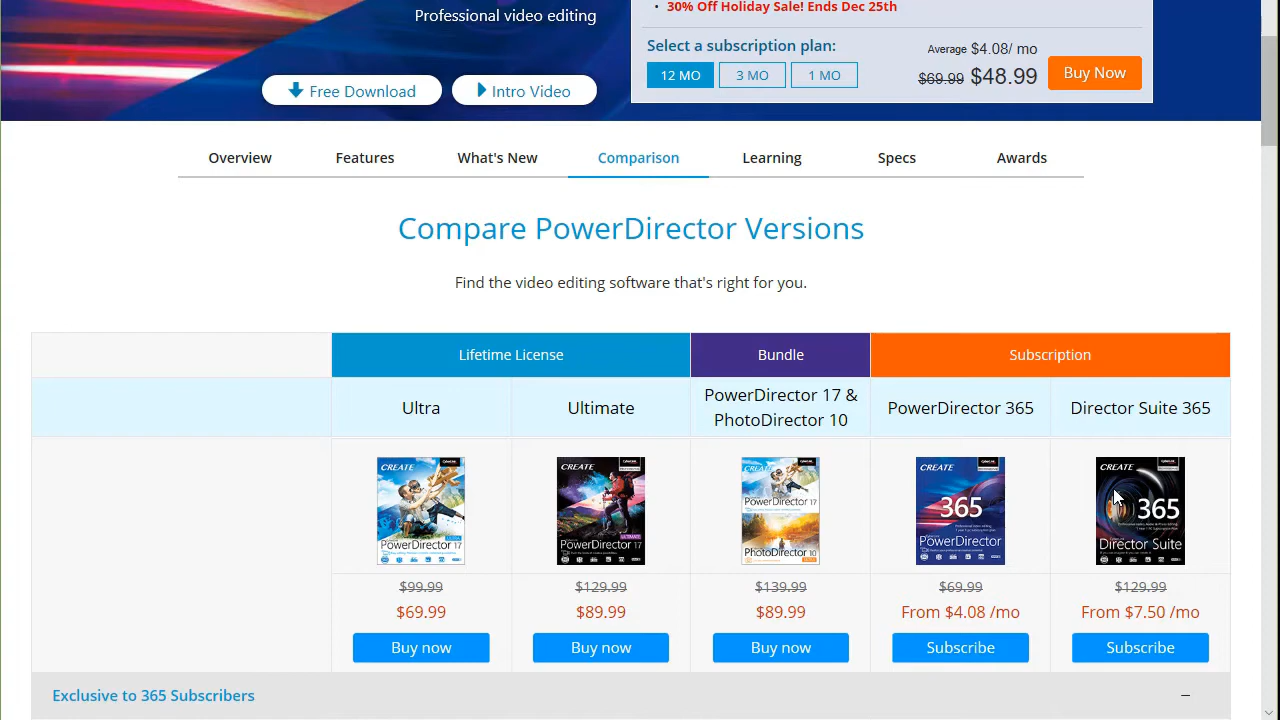 Professional video editing
• 30% Off Holiday Sale! Ends Dec 25th
Select a subscription plan:
12 MO
3 MO
1 MO
Average $4.08/ mo
$69.99 $48.99
Buy Now
Free Download
Intro Video
Overview
Features
What's New
Comparison
Learning
Specs
Awards
Compare PowerDirector Versions
Find the video editing software that's right for you.
Lifetime License
Bundle
Subscription
Ultra
Ultimate
PowerDirector 17 &
PhotoDirector 10
PowerDirector 365
Director Suite 365
CREATE
PowerDirector 17
CREATE
PowerDirector 17
CREATE
PowerDirector 17
PhotoDirector 10
CREATE
365
PowerDirector
CREATE
365
Director Suite
$99.99
$129.99
$139.99
$69.99
$129.99
$69.99
$89.99
$89.99
From $4.08 /mo
From $7.50 /mo
Buy now
Buy now
Buy now
Subscribe
Subscribe
Exclusive to 365 Subscribers